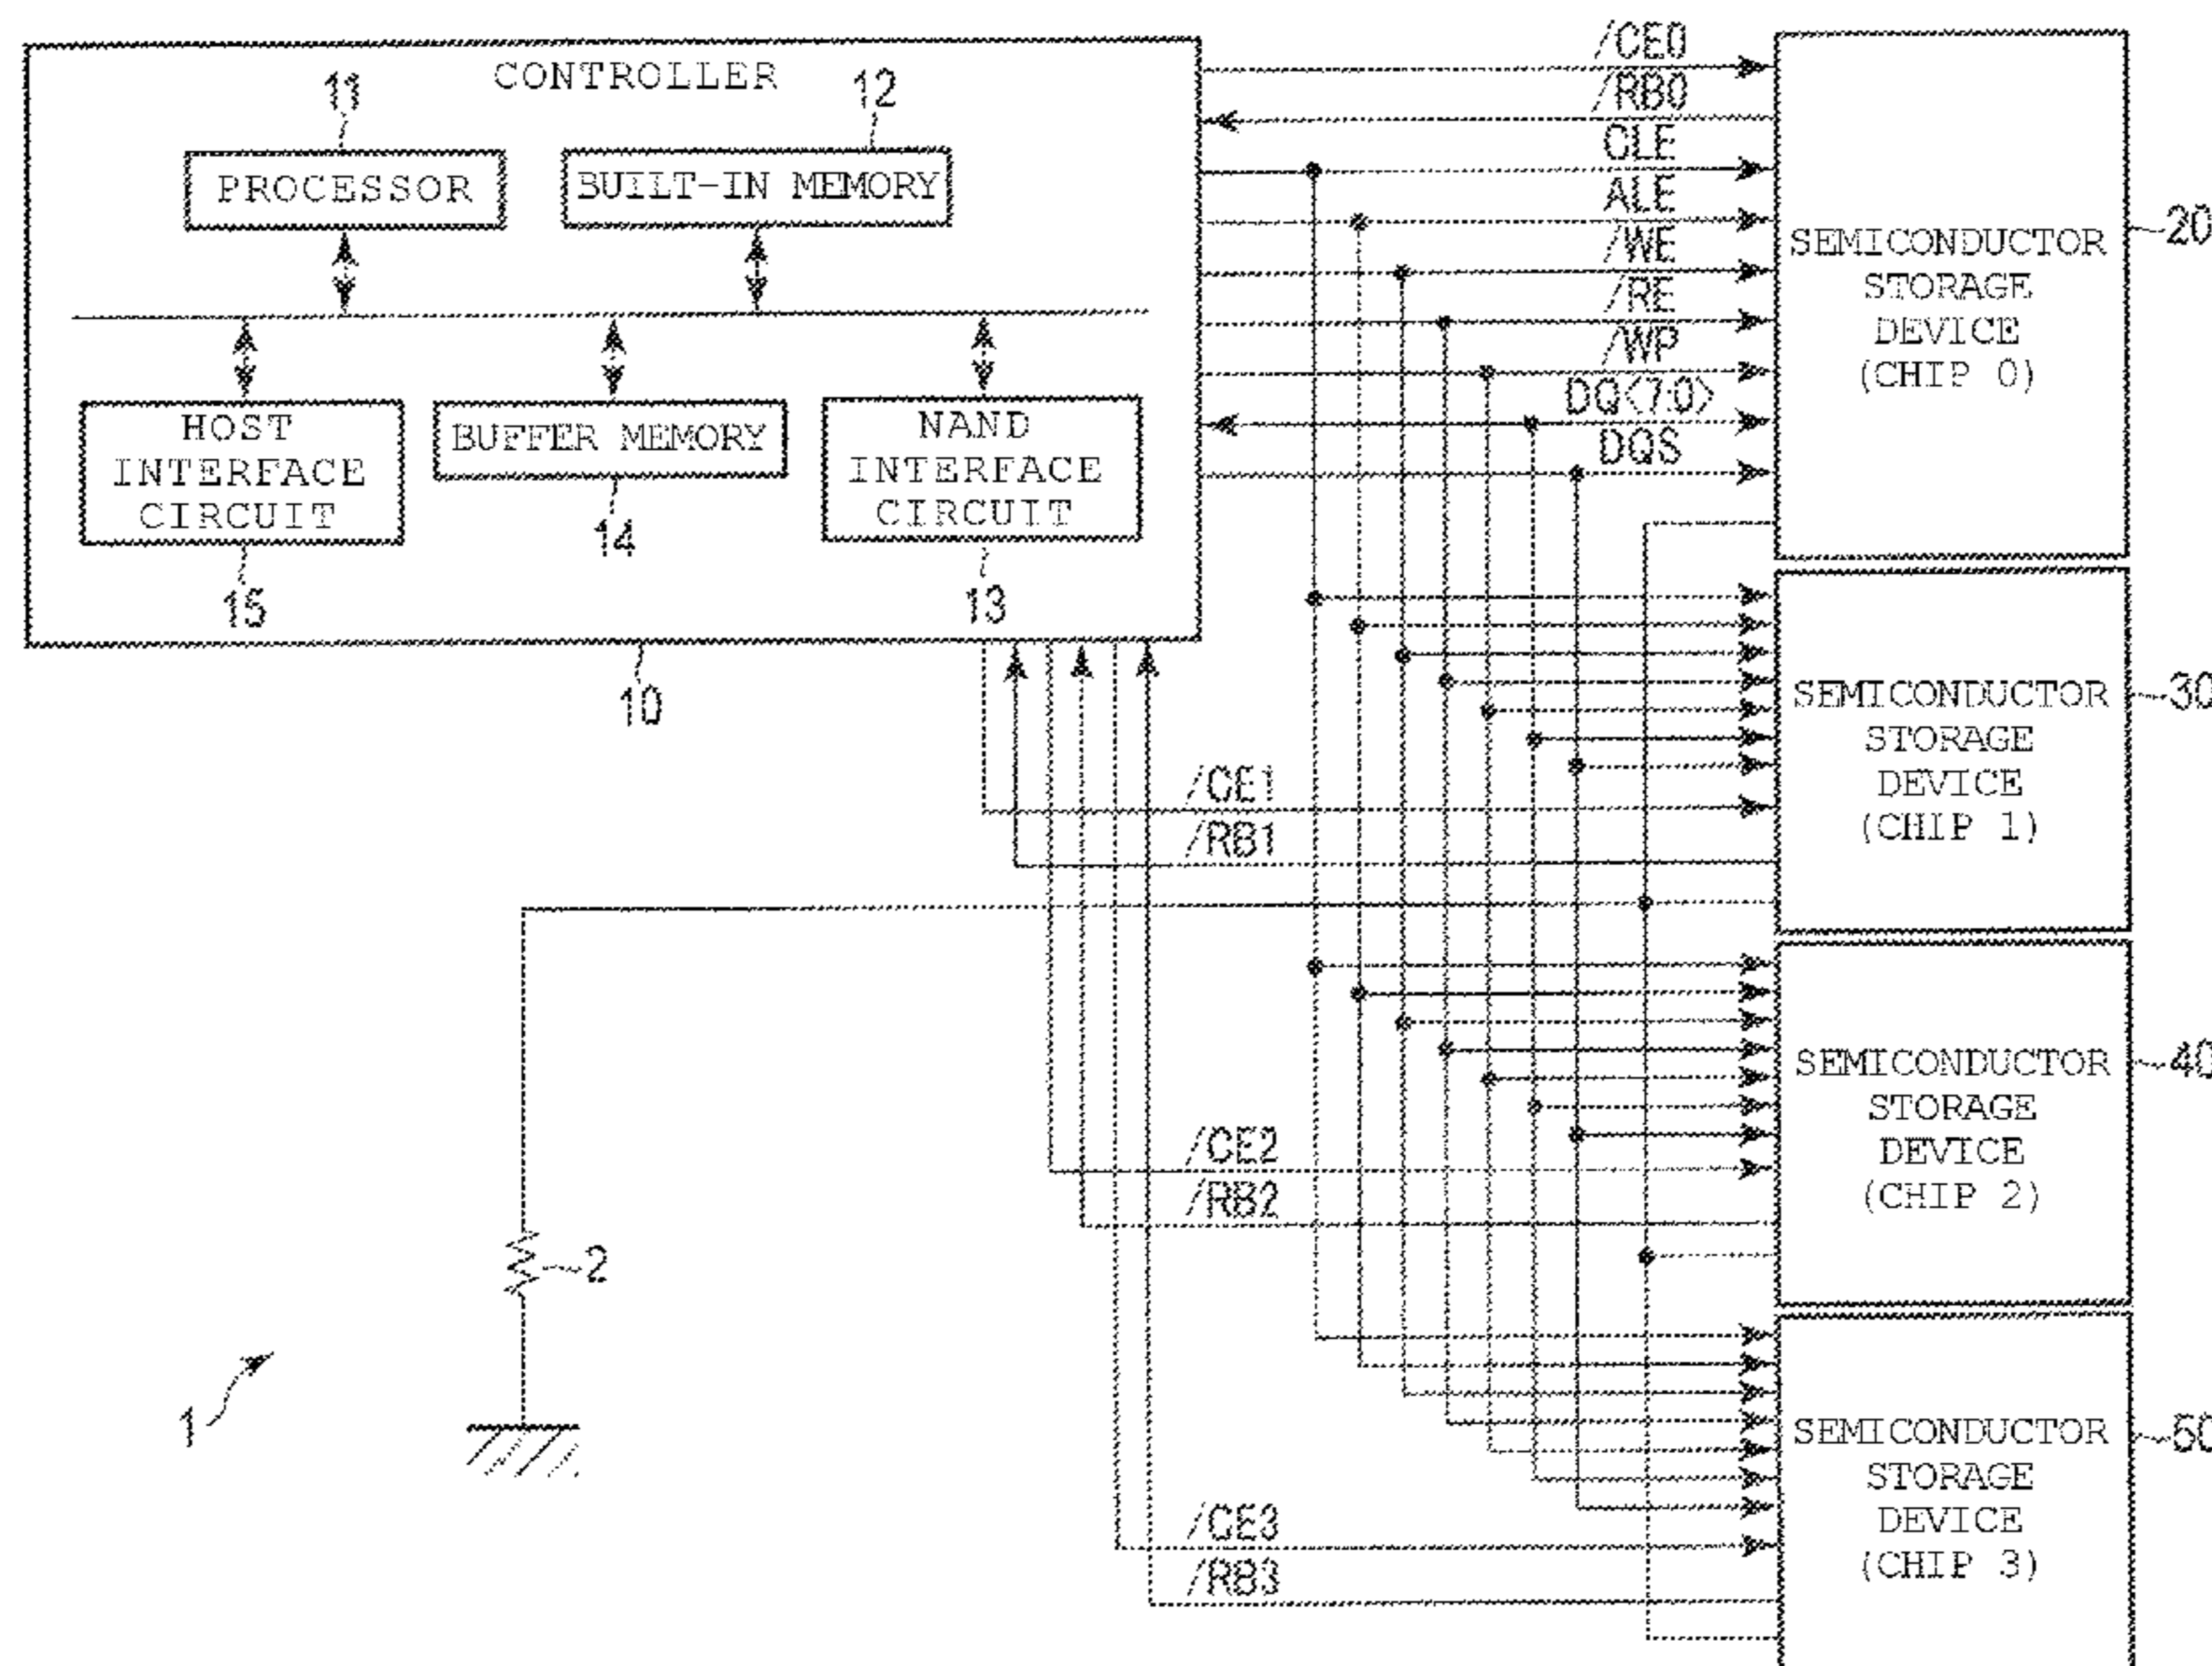 CONTROLLER
11
12
PROCESSOR
BUILT-IN MEMORY
HOST
INTERFACE
CIRCUIT
BUFFER MEMORY
NAND
INTERFACE
CIRCUIT
15
14
13
10
/CE0
/RB0
CLE
ALE
/WE
/RE
/WP
DQ<7:0>
DQS
SEMICONDUCTOR
STORAGE
DEVICE
(CHIP 0)
20
SEMICONDUCTOR
STORAGE
DEVICE
(CHIP 1)
30
/CE1
/RB1
SEMICONDUCTOR
STORAGE
DEVICE
(CHIP 2)
40
/CE2
/RB2
2
1
SEMICONDUCTOR
STORAGE
DEVICE
(CHIP 3)
50
/CE3
/RB3